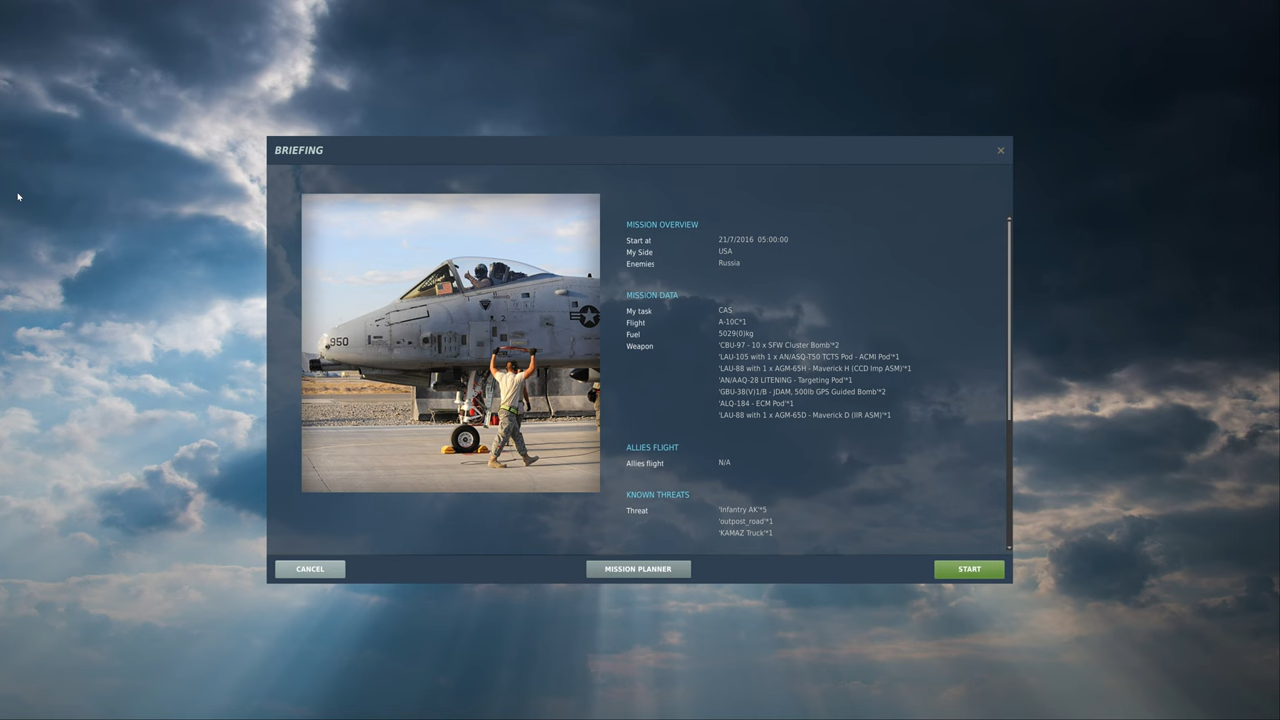 BRIEFING
950
MISSION OVERVIEW
Start at 21/7/2016 05:00:00
My Side USA
Enemies Russia
MISSION DATA
My task CAS
Flight A-10C*1
Fuel 5029(0)kg
Weapon 'CBU-97 - 10 x SFW Cluster Bomb'*2
'LAU-105 with 1 x AN/ASQ-T50 TCTS Pod - ACMI Pod'*1
'LAU-88 with 1 x AGM-65H - Maverick H (CCD Imp ASM)'*1
'AN/AAQ-28 LITENING - Targeting Pod'*1
'GBU-38(V)1/B - JDAM, 500lb GPS Guided Bomb'*2
'ALQ-184 - ECM Pod'*1
'LAU-88 with 1 x AGM-65D - Maverick D (IIR ASM)'*1
ALLIES FLIGHT
Allies flight N/A
KNOWN THREATS
Threat 'Infantry AK'*5
'outpost_road'*1
'KAMAZ Truck'*1
CANCEL MISSION PLANNER START